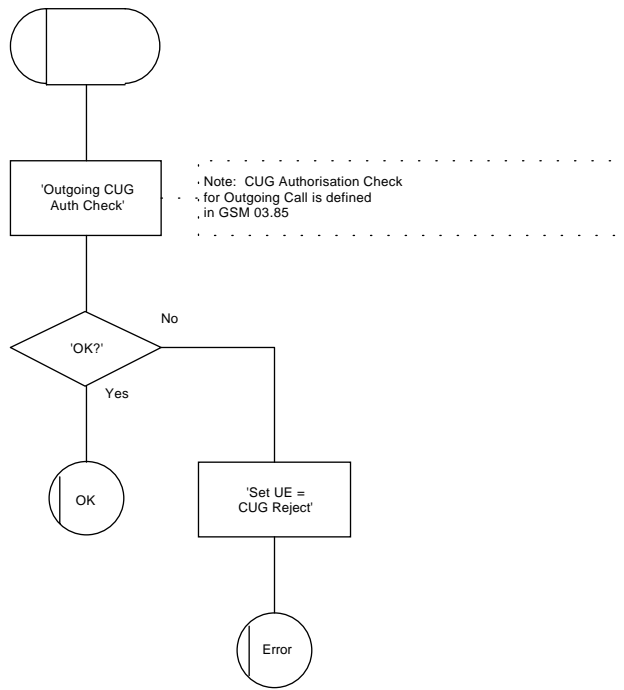 'Outgoing CUG
Auth Check'
Note: CUG Authorisation Check
for Outgoing Call is defined
in GSM 03.85
No
'OK?'
Yes
OK
'Set UE =
CUG Reject'
Error